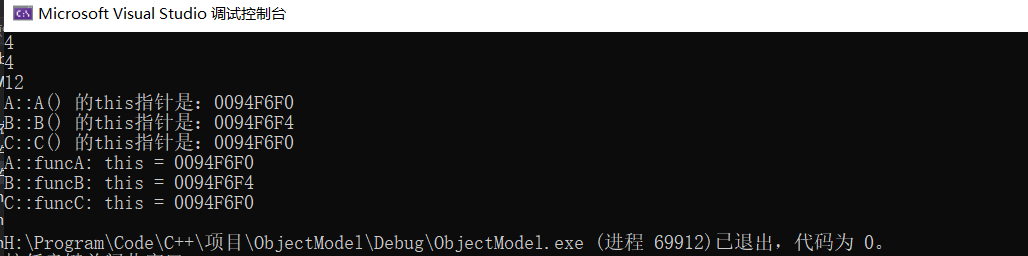 Microsoft Visual Studio 调试控制台
4
4
12
A::A() 的this指针是：0094F6F0
B::B() 的this指针是：0094F6F4
C::C() 的this指针是：0094F6F0
A::funcA: this = 0094F6F0
B::funcB: this = 0094F6F4
C::funcC: this = 0094F6F0
H:\Program\Code\C++\项目\ObjectModel\Debug\ObjectModel.exe (进程 69912)已退出，代码为 0。